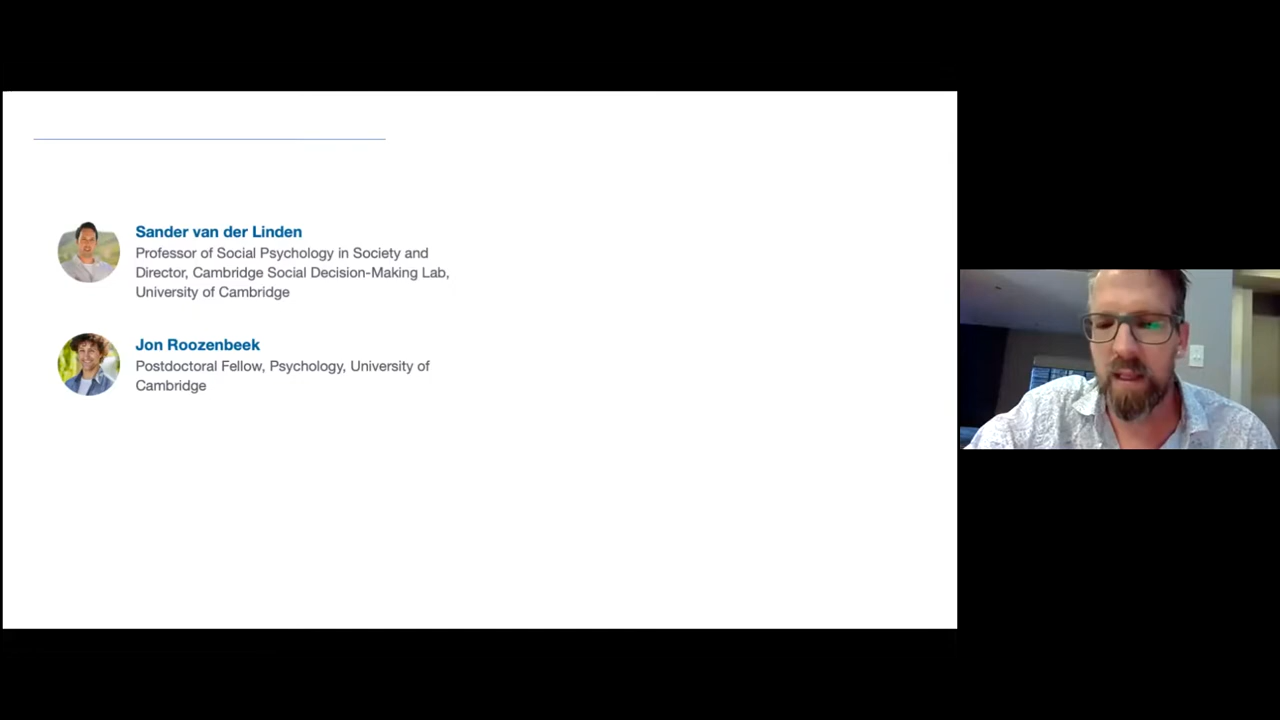 Sander van der Linden
Professor of Social Psychology in Society and
Director, Cambridge Social Decision-Making Lab,
University of Cambridge
Jon Roozenbeek
Postdoctoral Fellow, Psychology, University of
Cambridge